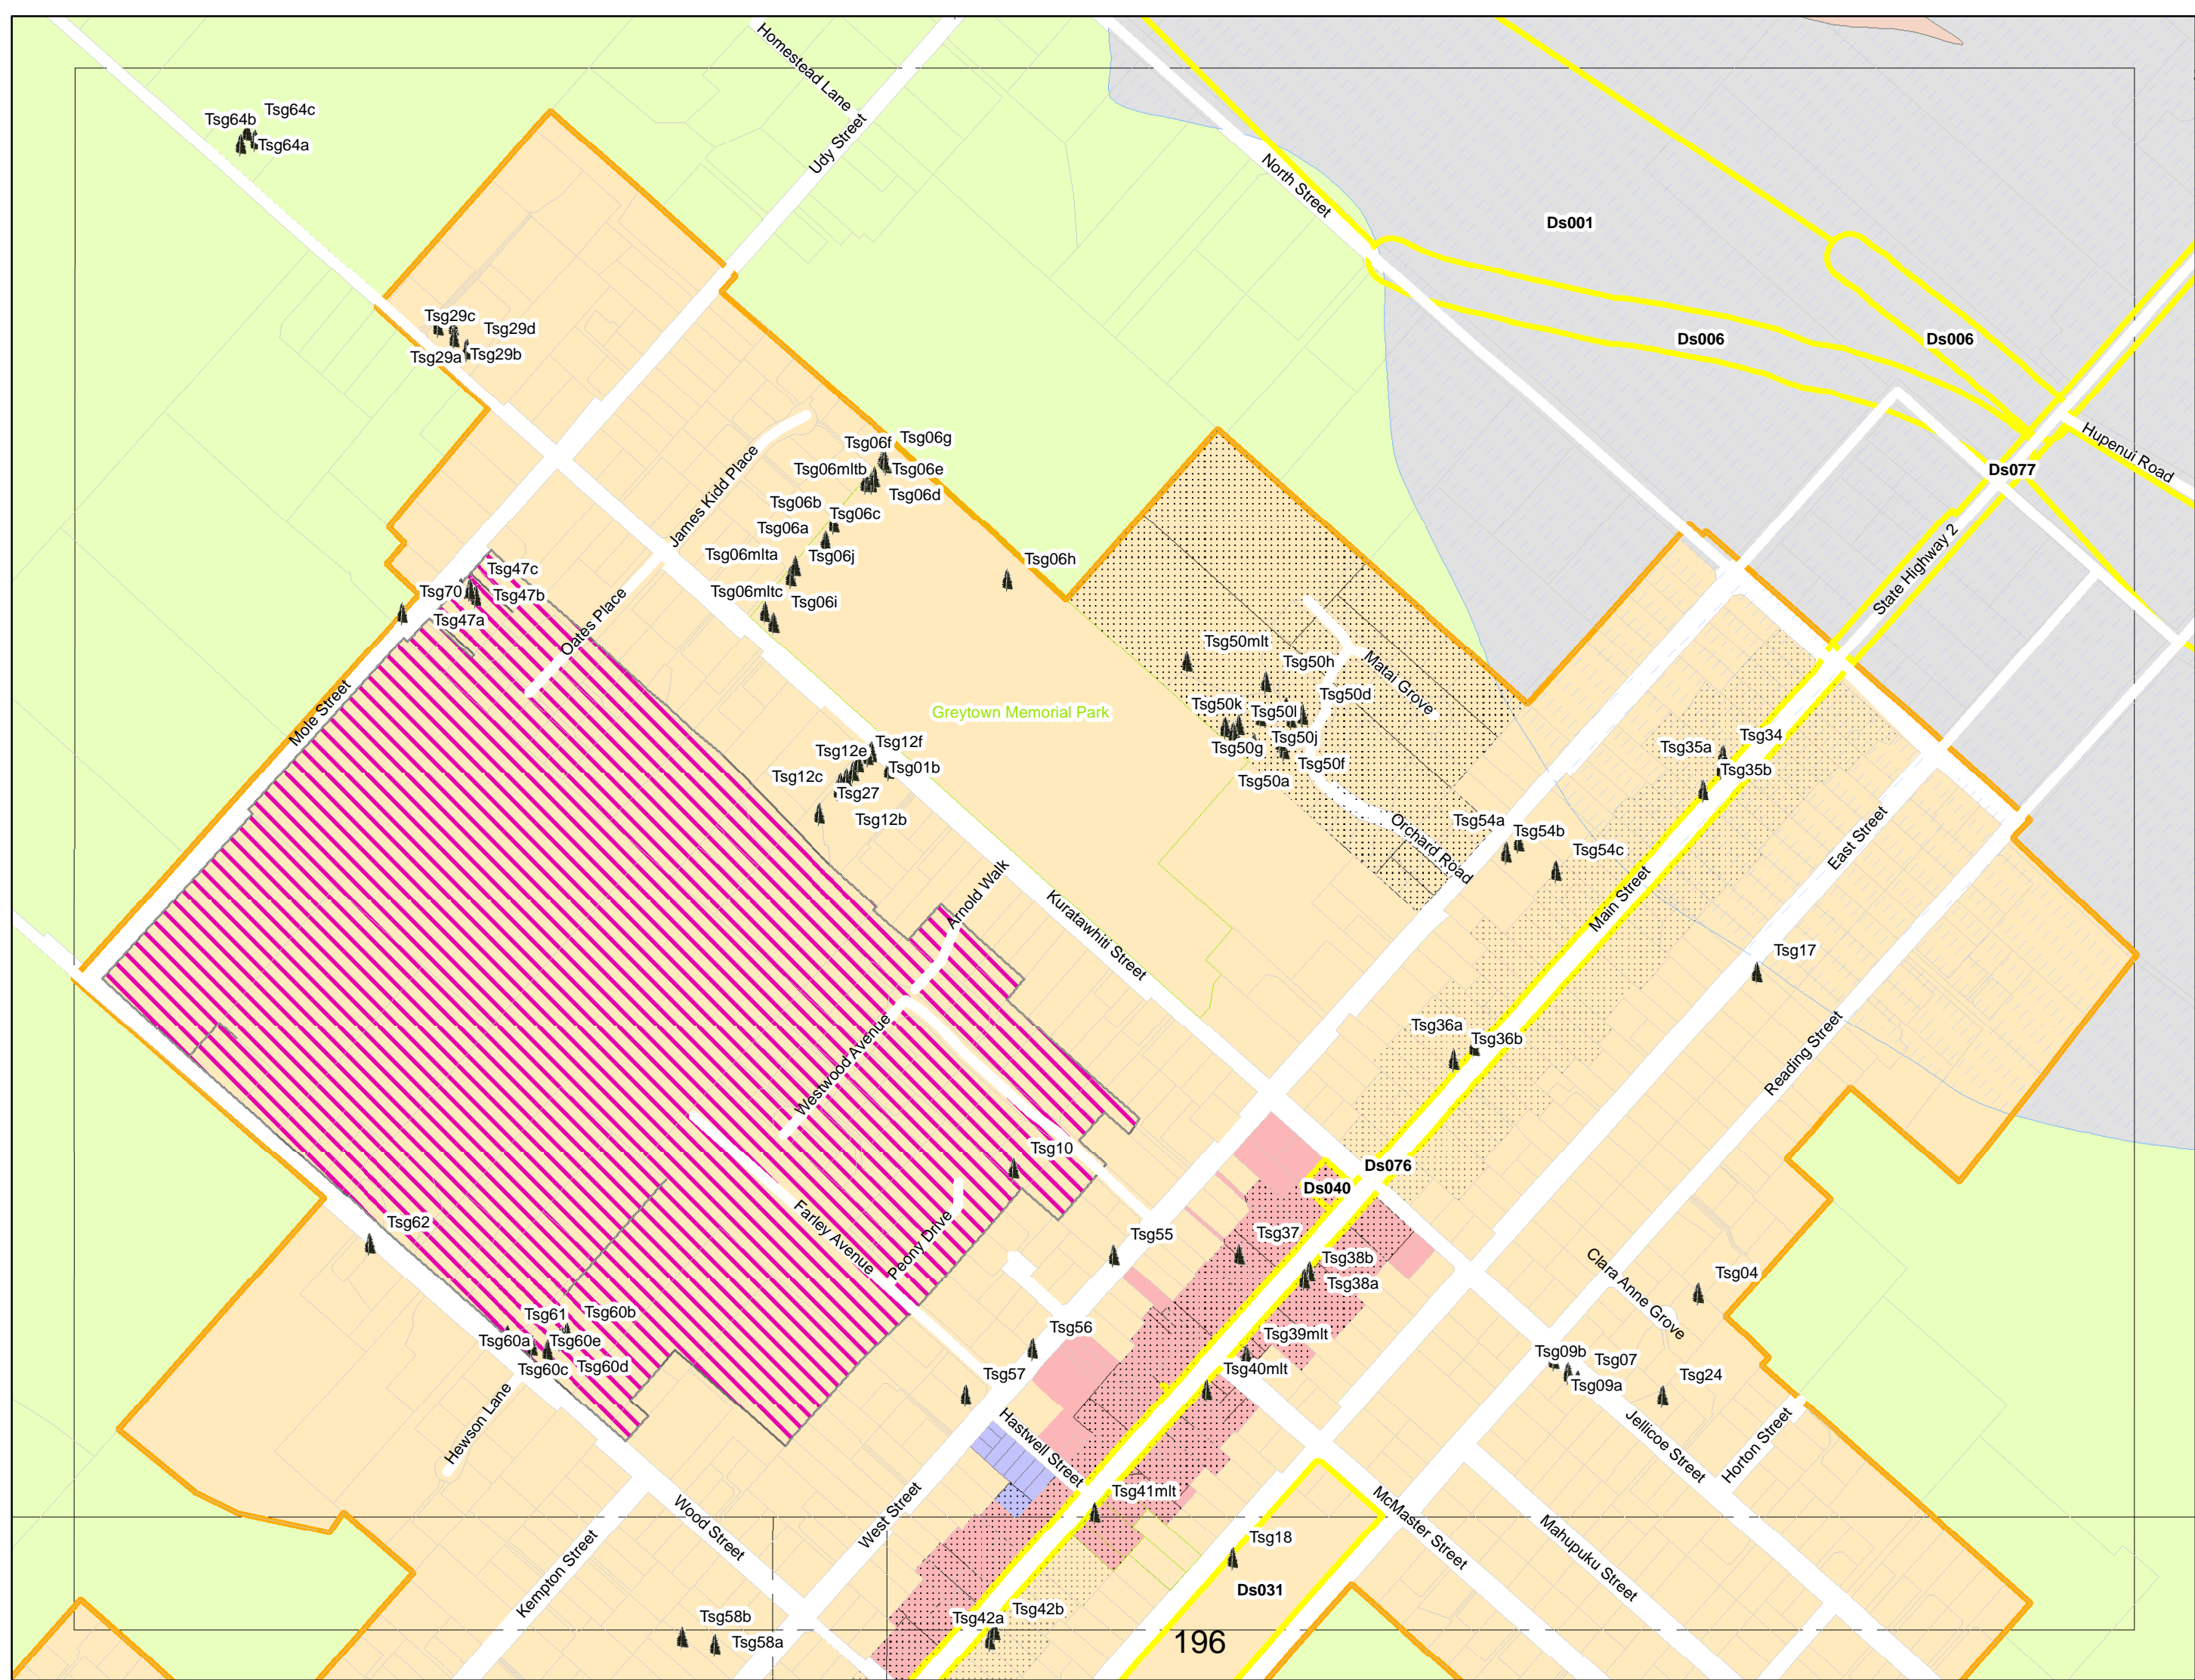 Homestead Lane
Tsg64c
Tsg64b
Tsg64a
Udy Street
North Street
Ds001
Tsg29c
Tsg29d
Tsg29a
Tsg29b
Ds006
Ds006
Hupenui Road
Ds077
Tsg06f
Tsg06g
Tsg06mltb
Tsg06e
Tsg06d
Tsg06b
Tsg06c
Tsg06a
James Kidd Place
Tsg06mlta
Tsg06j
Tsg06h
State Highway 2
Tsg47c
Tsg70
Tsg47b
Tsg06mltc
Tsg06i
Tsg47a
Oates Place
Tsg50mlt
Tsg50h
Matai Grove
Tsg50d
Mole Street
Tsg50k
Tsg50l
Greytown Memorial Park
Tsg50j
Tsg50g
Tsg50f
Tsg50a
Tsg35a
Tsg34
Tsg35b
Tsg12e
Tsg12f
Tsg12c
Tsg01b
Tsg27
Tsg12b
Orchard Road
Tsg54a
Tsg54b
Tsg54c
East Street
Arnold Walk
Main Street
Kuratawhiti Street
Tsg17
Westwood Avenue
Tsg36a
Tsg36b
Reading Street
Tsg10
Ds076
Ds040
Tsg62
Farley Avenue
Peony Drive
Tsg55
Tsg37
Tsg38b
Tsg38a
Clara Anne Grove
Tsg04
Tsg61
Tsg60b
Tsg60a
Tsg60e
Tsg60c
Tsg60d
Tsg56
Tsg39mlt
Tsg40mlt
Tsg09b
Tsg07
Tsg09a
Tsg24
Tsg57
Hewson Lane
Hastwell Street
Jellicoe Street
Horton Street
Tsg41mlt
Wood Street
West Street
McMaster Street
Mahupuku Street
Kempton Street
Tsg18
Ds031
Tsg58b
Tsg58a
Tsg42a
Tsg42b
196